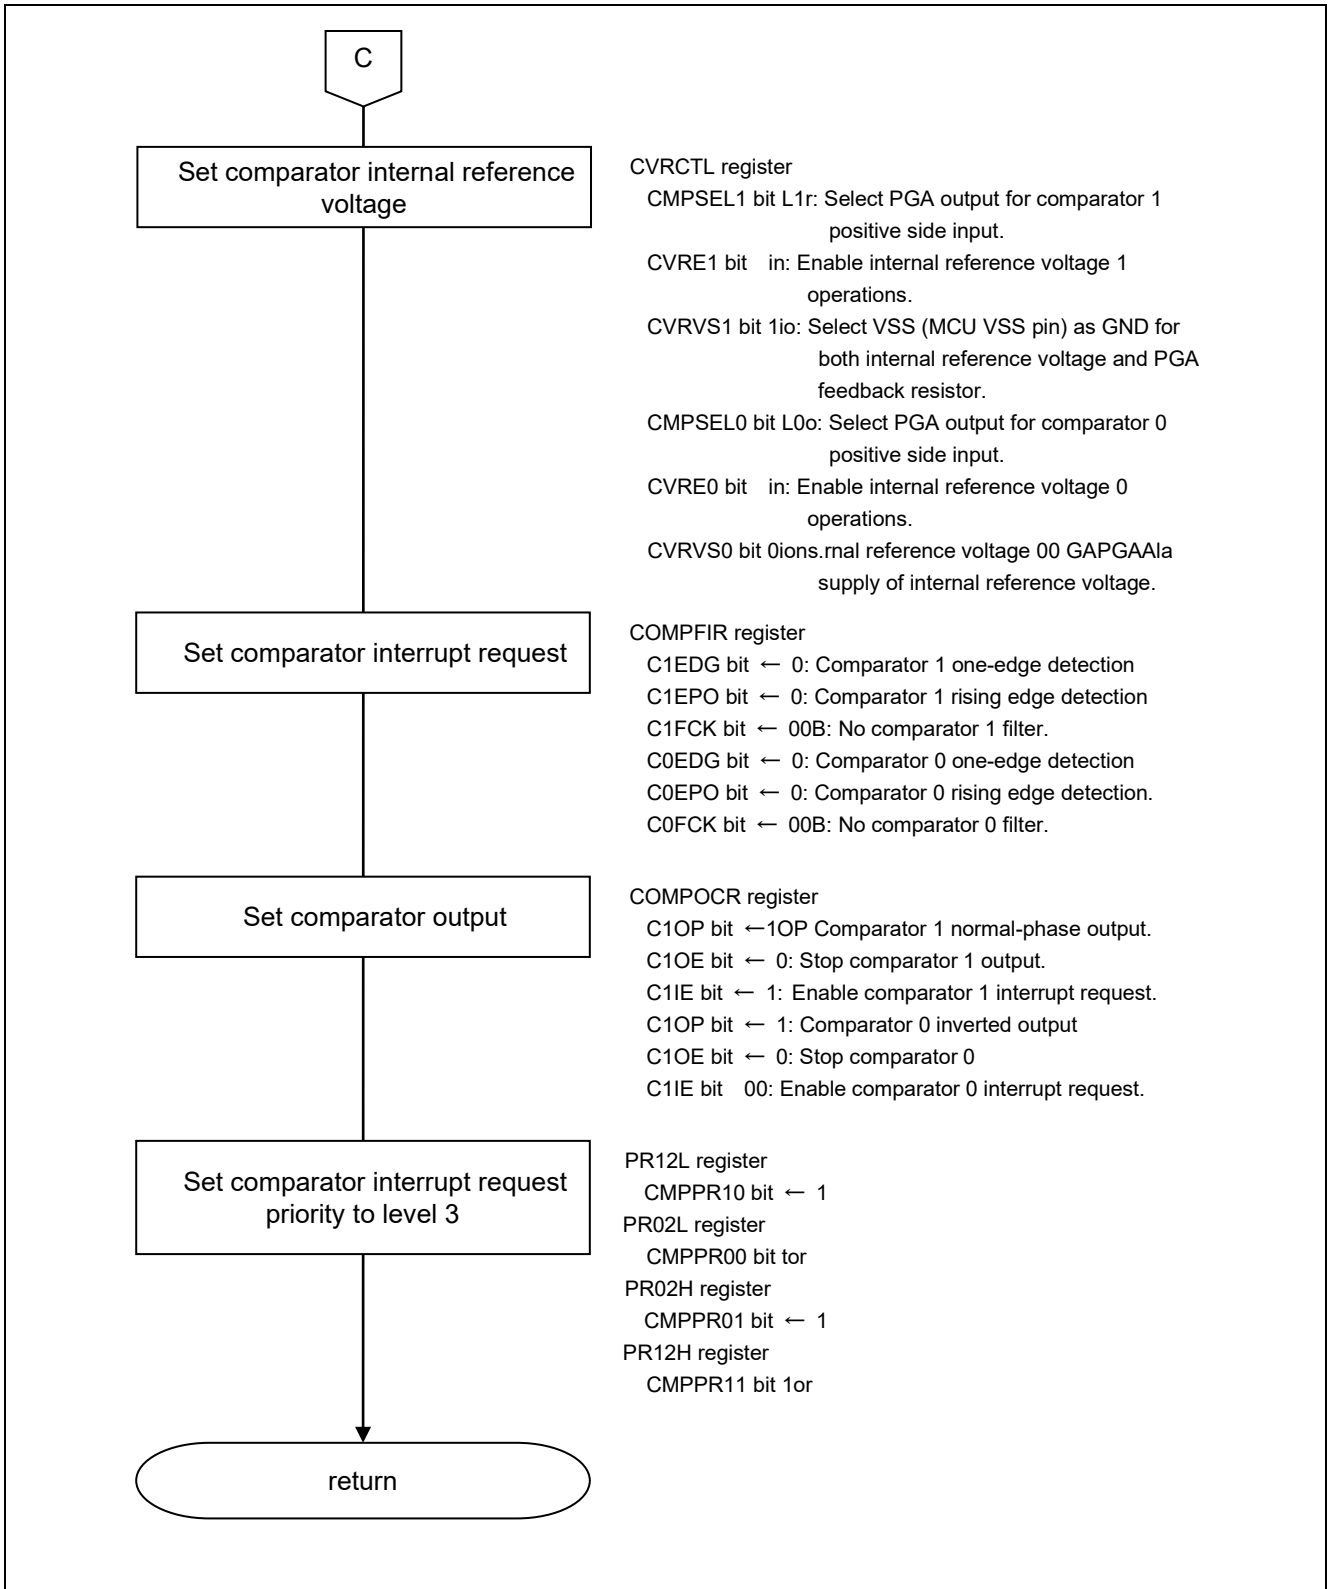 C
Set comparator internal reference
voltage
CVRCTL register
CMPSEL1 bit L1r: Select PGA output for comparator 1
positive side input.
CVRE1 bit in: Enable internal reference voltage 1
operations.
CVRVS1 bit 1io: Select VSS (MCU VSS pin) as GND for
both internal reference voltage and PGA
feedback resistor.
CMPSEL0 bit L0o: Select PGA output for comparator 0
positive side input.
CVRE0 bit in: Enable internal reference voltage 0
operations.
CVRVS0 bit 0ions.rnal reference voltage 00 GAPGAAla
supply of internal reference voltage.
Set comparator interrupt request
COMPFIR register
C1EDG bit ← 0: Comparator 1 one-edge detection
C1EPO bit ← 0: Comparator 1 rising edge detection
C1FCK bit ← 00B: No comparator 1 filter.
C0EDG bit ← 0: Comparator 0 one-edge detection
C0EPO bit ← 0: Comparator 0 rising edge detection.
C0FCK bit ← 00B: No comparator 0 filter.
Set comparator output
COMPOCR register
C1OP bit ←1OP Comparator 1 normal-phase output.
C1OE bit ← 0: Stop comparator 1 output.
C1IE bit ← 1: Enable comparator 1 interrupt request.
C1OP bit ← 1: Comparator 0 inverted output
C1OE bit ← 0: Stop comparator 0
C1IE bit 00: Enable comparator 0 interrupt request.
Set comparator interrupt request
priority to level 3
PR12L register
CMPPR10 bit ← 1
PR02L register
CMPPR00 bit tor
PR02H register
CMPPR01 bit ← 1
PR12H register
CMPPR11 bit 1or
return